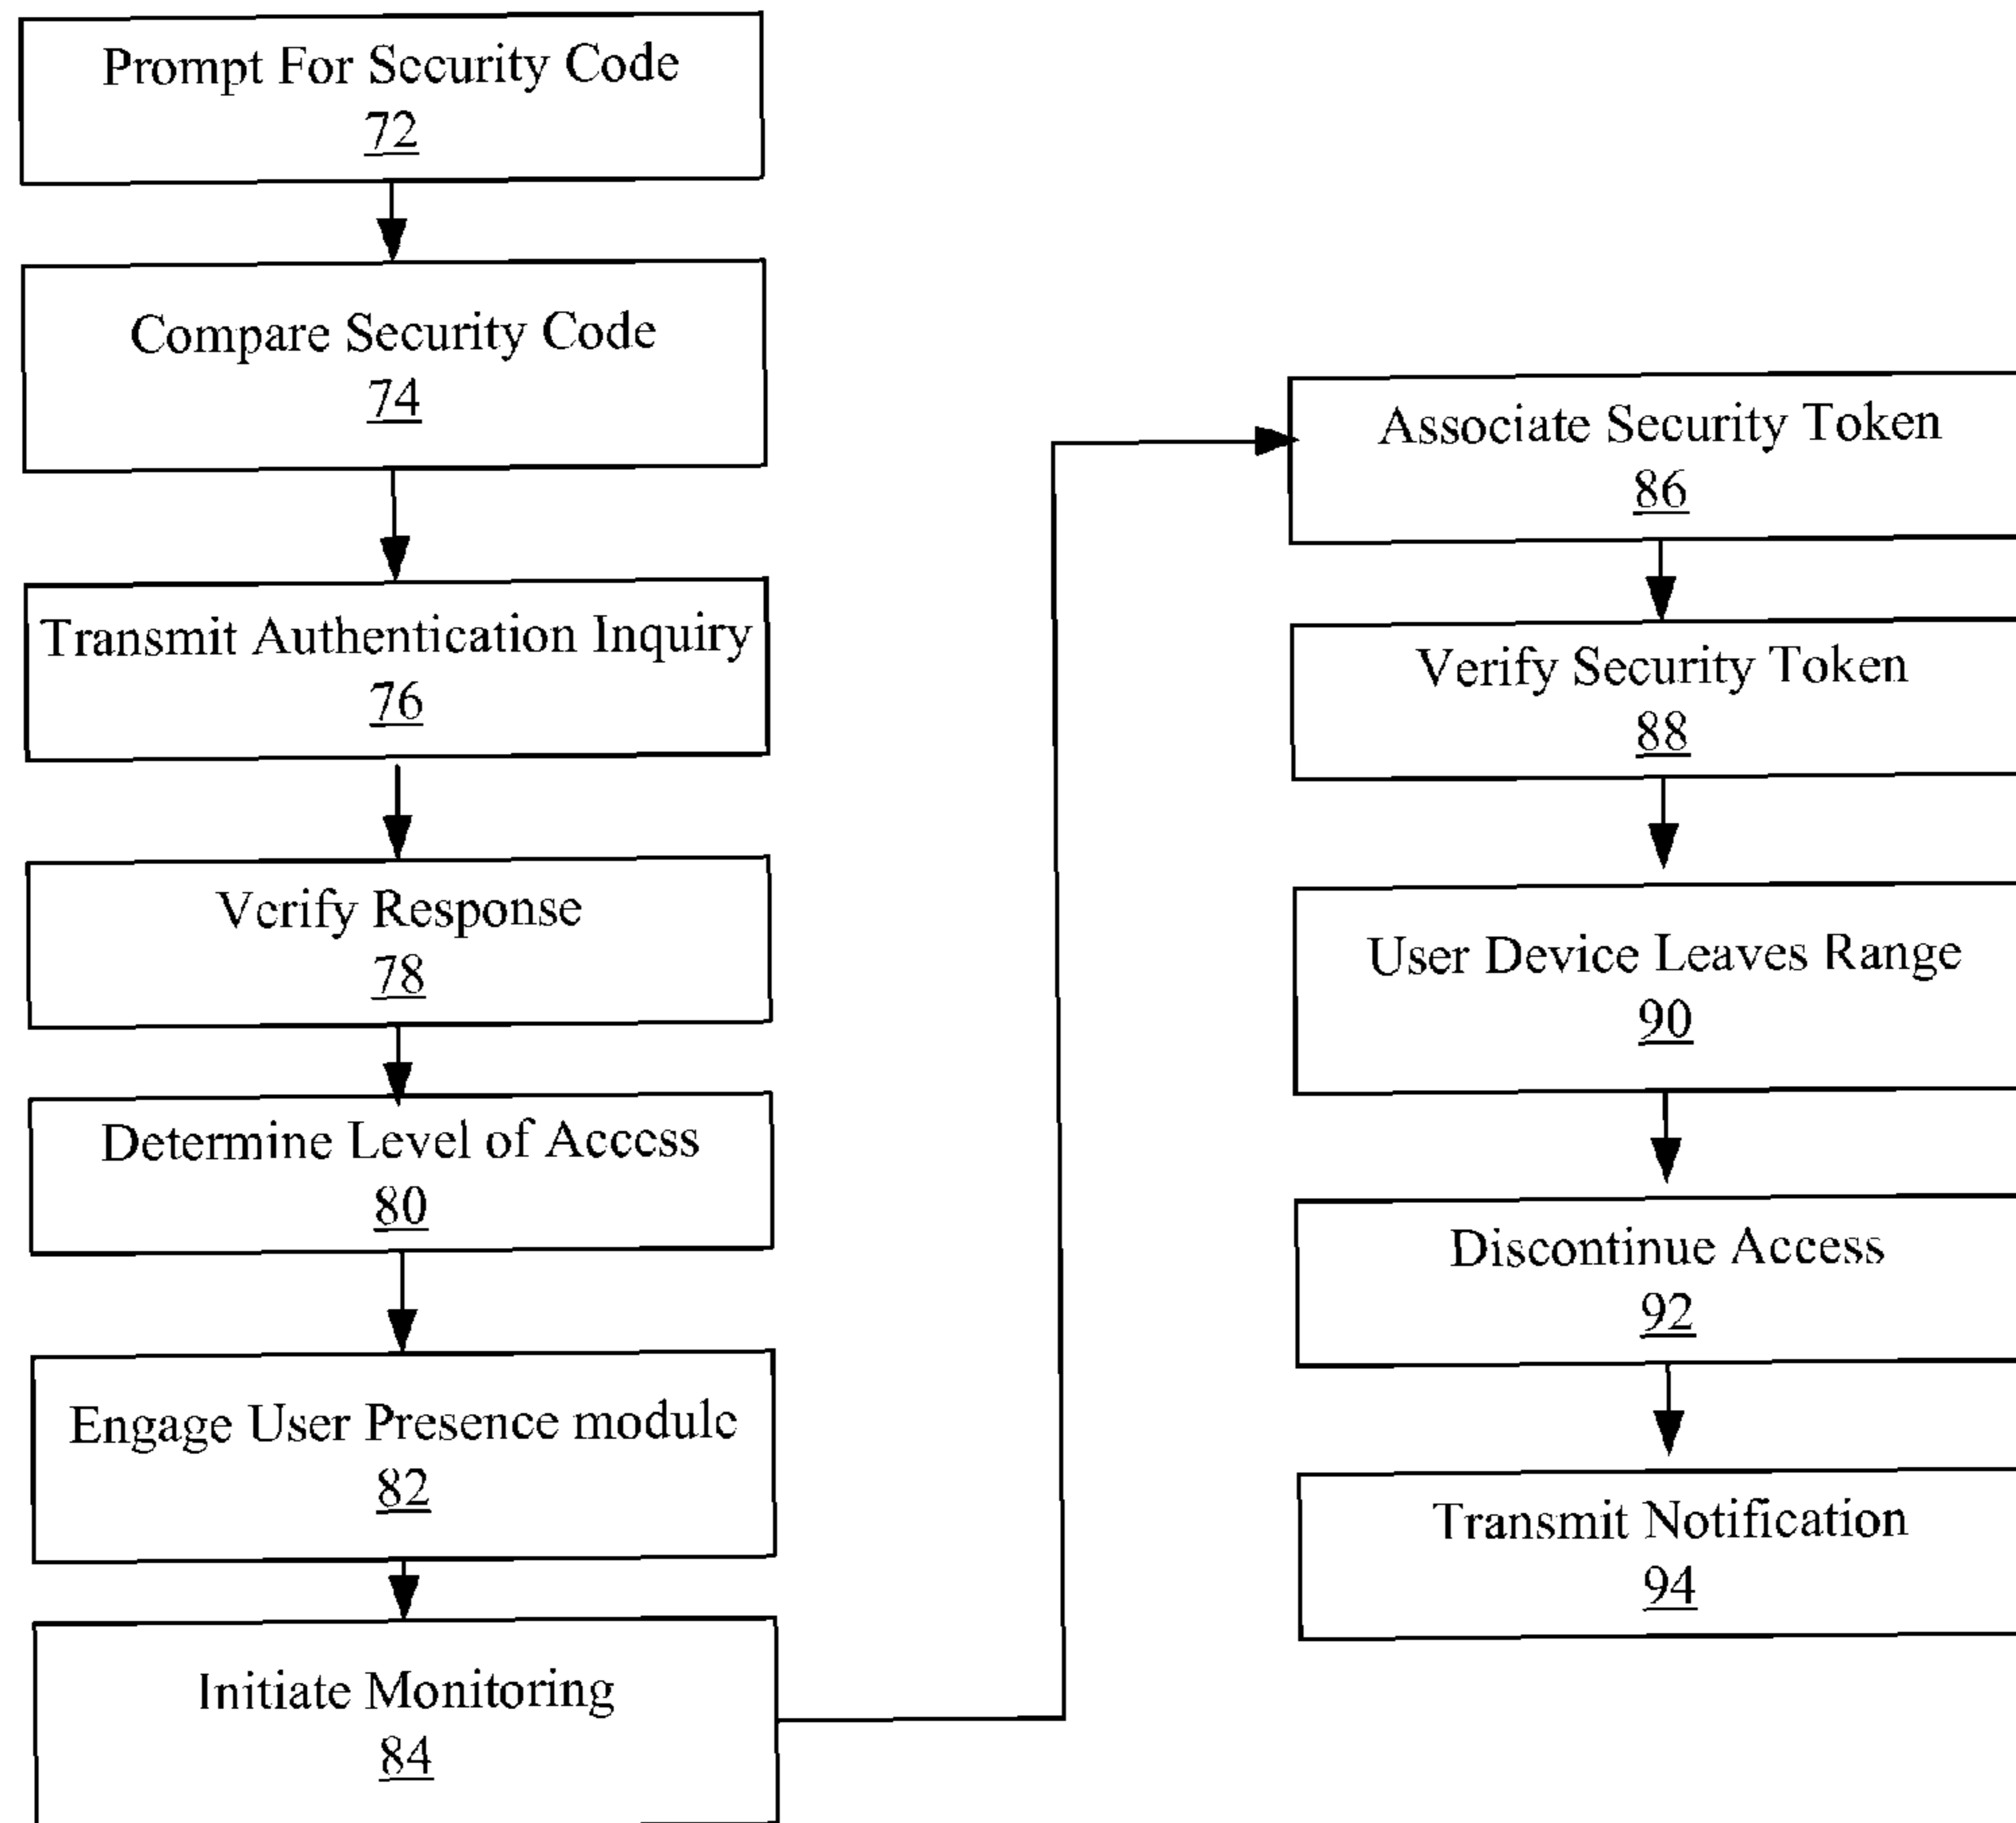 Prompt For Security Code
72
Compare Security Code
74
Transmit Authentication Inquiry
76
Verify Response
78
Determine Level of Access
80
Engage User Presence module
82
Initiate Monitoring
84
Associate Security Token
86
Verify Security Token
88
User Device Leaves Range
90
Discontinue Access
92
Transmit Notification
94